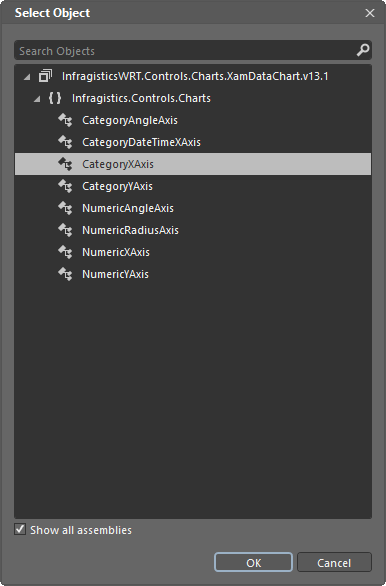 Select Object
Search Objects
InfragisticsWRT.Controls.Charts.XamDataChart.v13.1
{ } Infragistics.Controls.Charts
CategoryAngleAxis
CategoryDateTimeXAxis
CategoryXAxis
CategoryYAxis
NumericAngleAxis
NumericRadiusAxis
NumericXAxis
NumericYAxis
Show all assemblies
OK Cancel